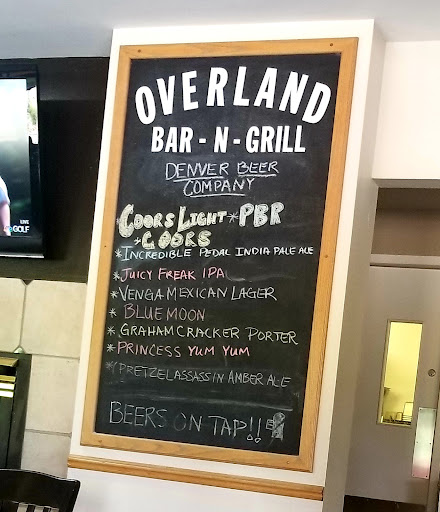 OVERLAND
BAR - N - GRILL
DENVER BEER
COMPANY
*COORS LIGHT *PBR
*COORS
*INCREDIBLE PEDAL INDIA PALE ALE
*JUICY FREAK IPA
*VENGA MEXICAN LAGER
*BLUE MOON
*GRAHAM CRACKER PORTER
*PRINCESS YUM YUM
*PRETZEL ASSASSIN AMBER ALE
BEERS ON TAP!!
LIVE
GOLF